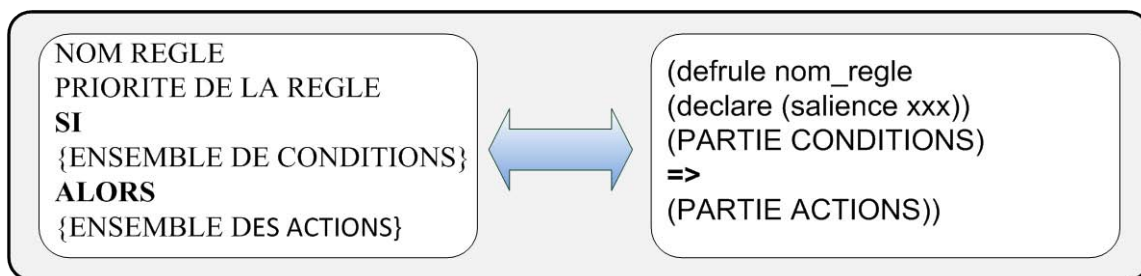 NOM REGLE
PRIORITE DE LA REGLE
SI
{ENSEMBLE DE CONDITIONS}
ALORS
{ENSEMBLE DES ACTIONS}
(defrule nom_regle
(declare (salience xxx))
(PARTIE CONDITIONS)
=>
(PARTIE ACTIONS))